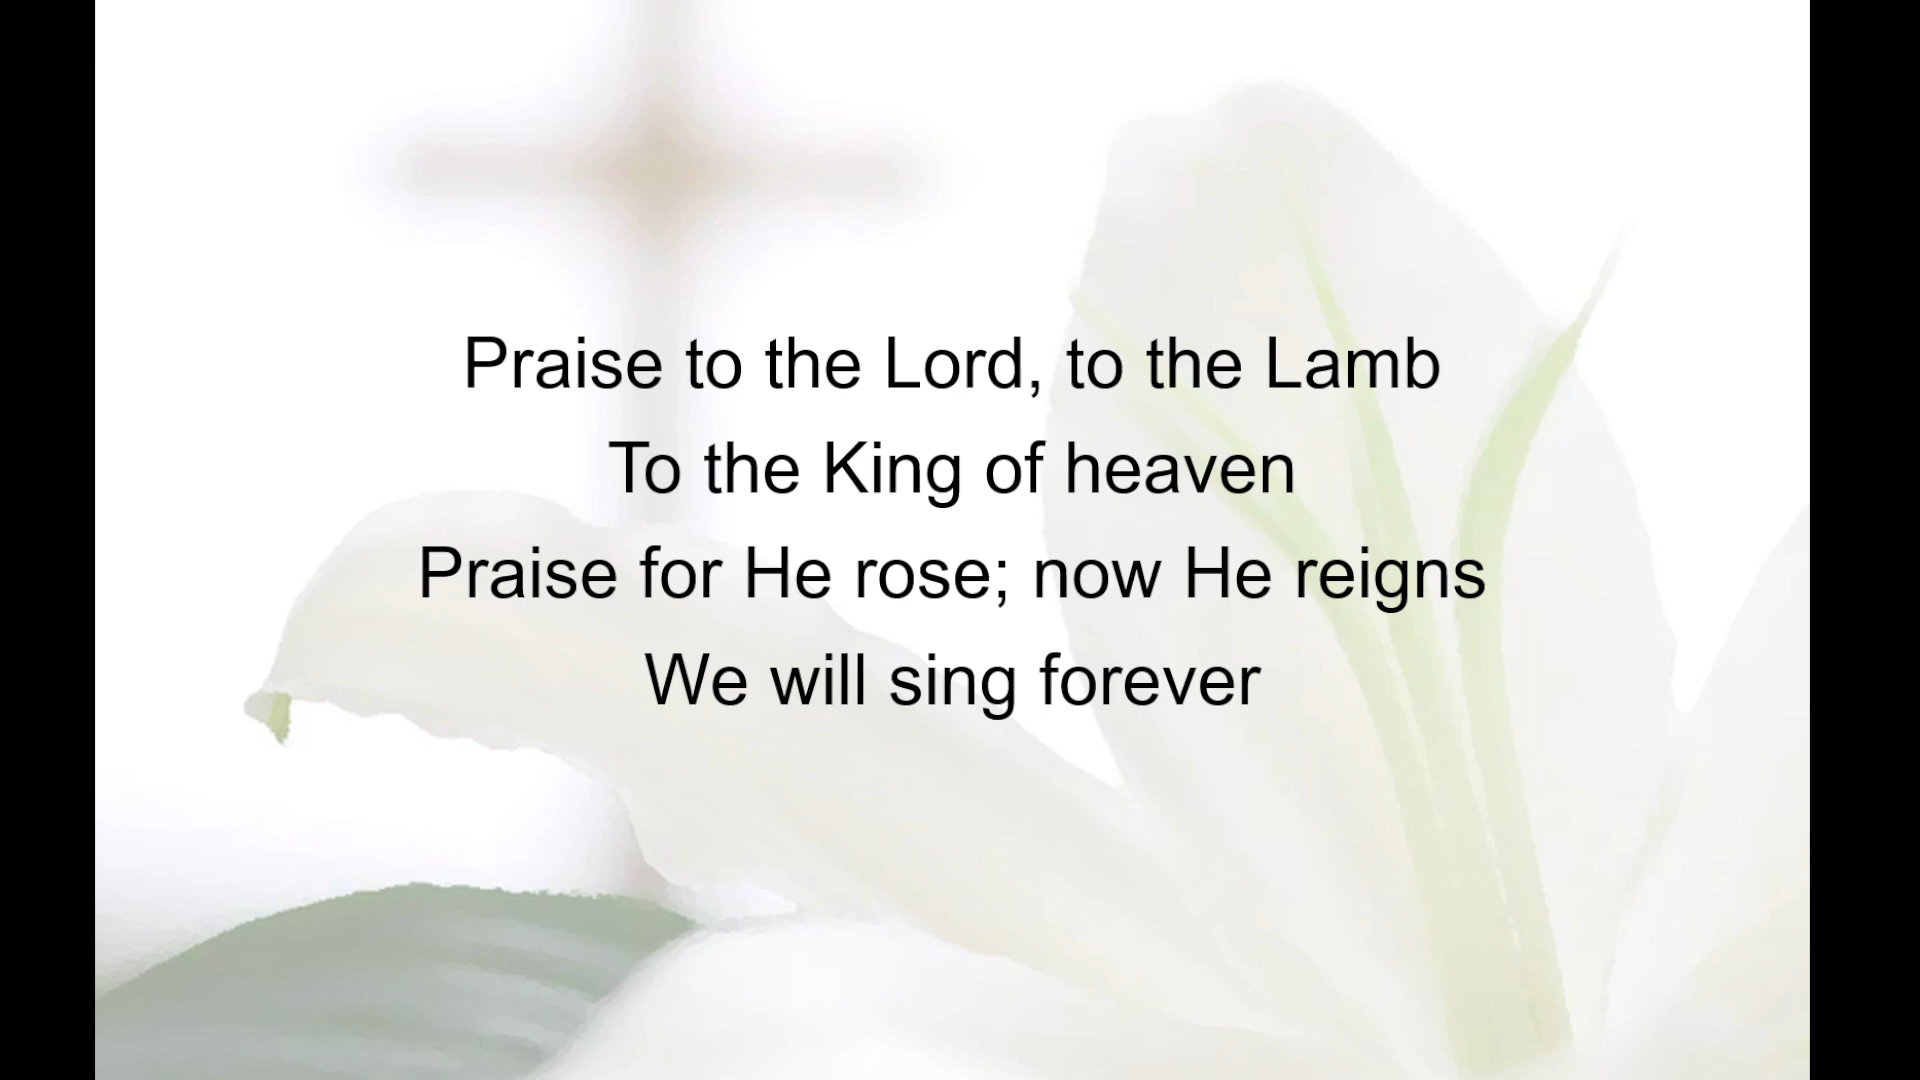 Praise to the Lord, to the Lamb
To the King of heaven
Praise for He rose; now He reigns
We will sing forever